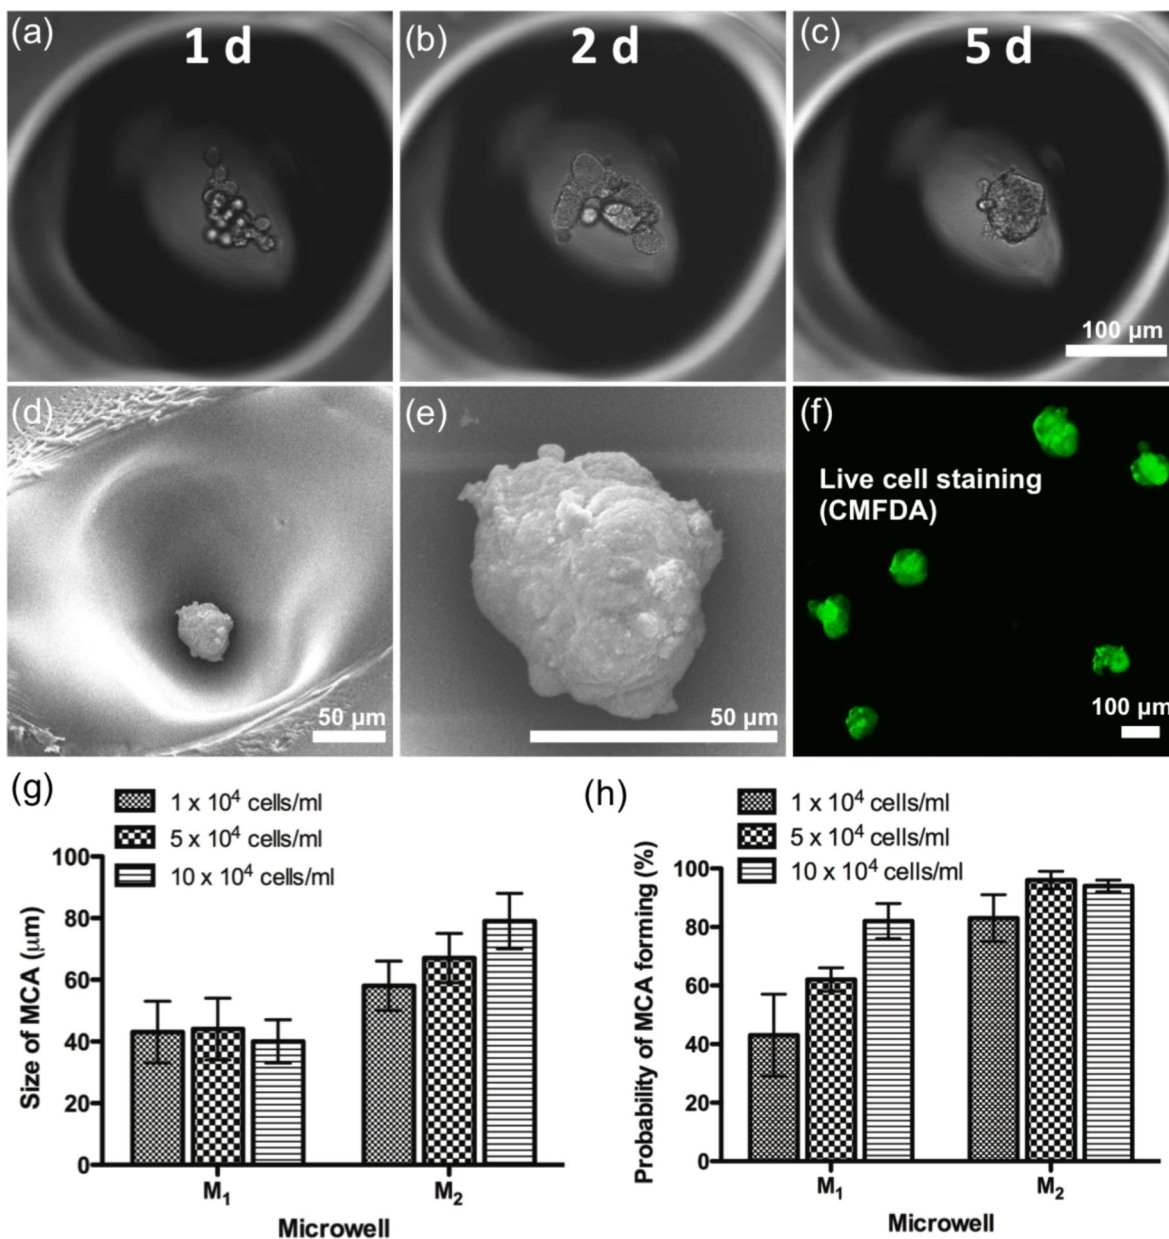 (a)
1 d
(b)
2 d
(c)
5 d
100 µm
(d)
50 µm
(e)
50 µm
(f)
Live cell staining
(CMFDA)
100 µm
(g)
1 x 10⁴ cells/ml
5 x 10⁴ cells/ml
10 x 10⁴ cells/ml
Size of MCA (µm)
100
80
60
40
20
0
M₁
M₂
Microwell
(h)
1 x 10⁴ cells/ml
5 x 10⁴ cells/ml
10 x 10⁴ cells/ml
Probability of MCA forming (%)
100
80
60
40
20
0
M₁
M₂
Microwell